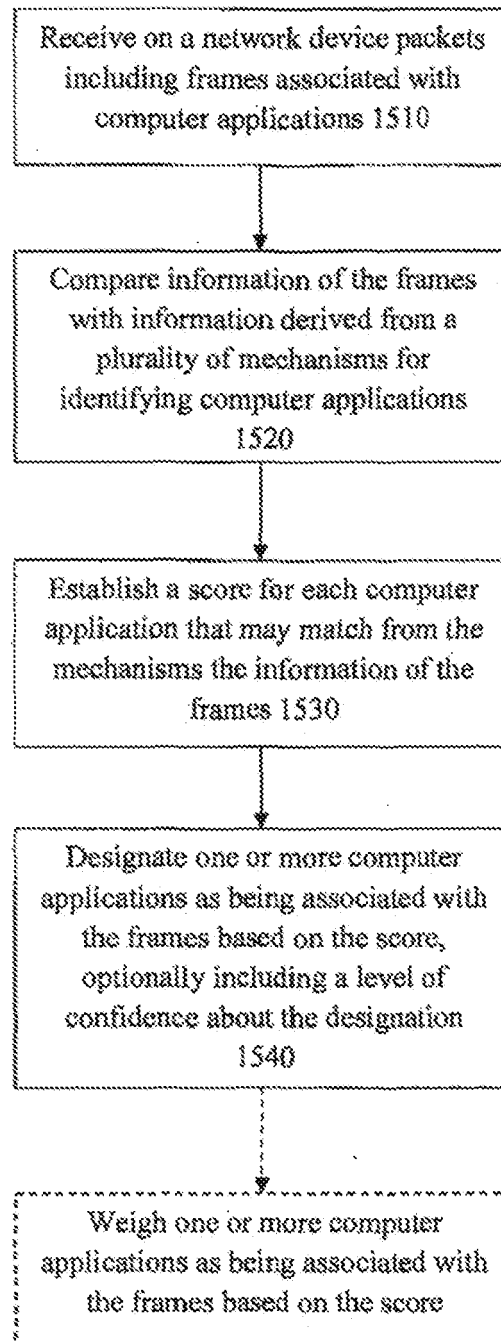 Receive on a network device packets
including frames associated with
computer applications 1510
Compare information of the frames
with information derived from a
plurality of mechanisms for
identifying computer applications
1520
Establish a score for each computer
application that may match from the
mechanisms the information of the
frames 1530
Designate one or more computer
applications as being associated with
the frames based on the score,
optionally including a level of
confidence about the designation
1540
Weigh one or more computer
applications as being associated with
the frames based on the score